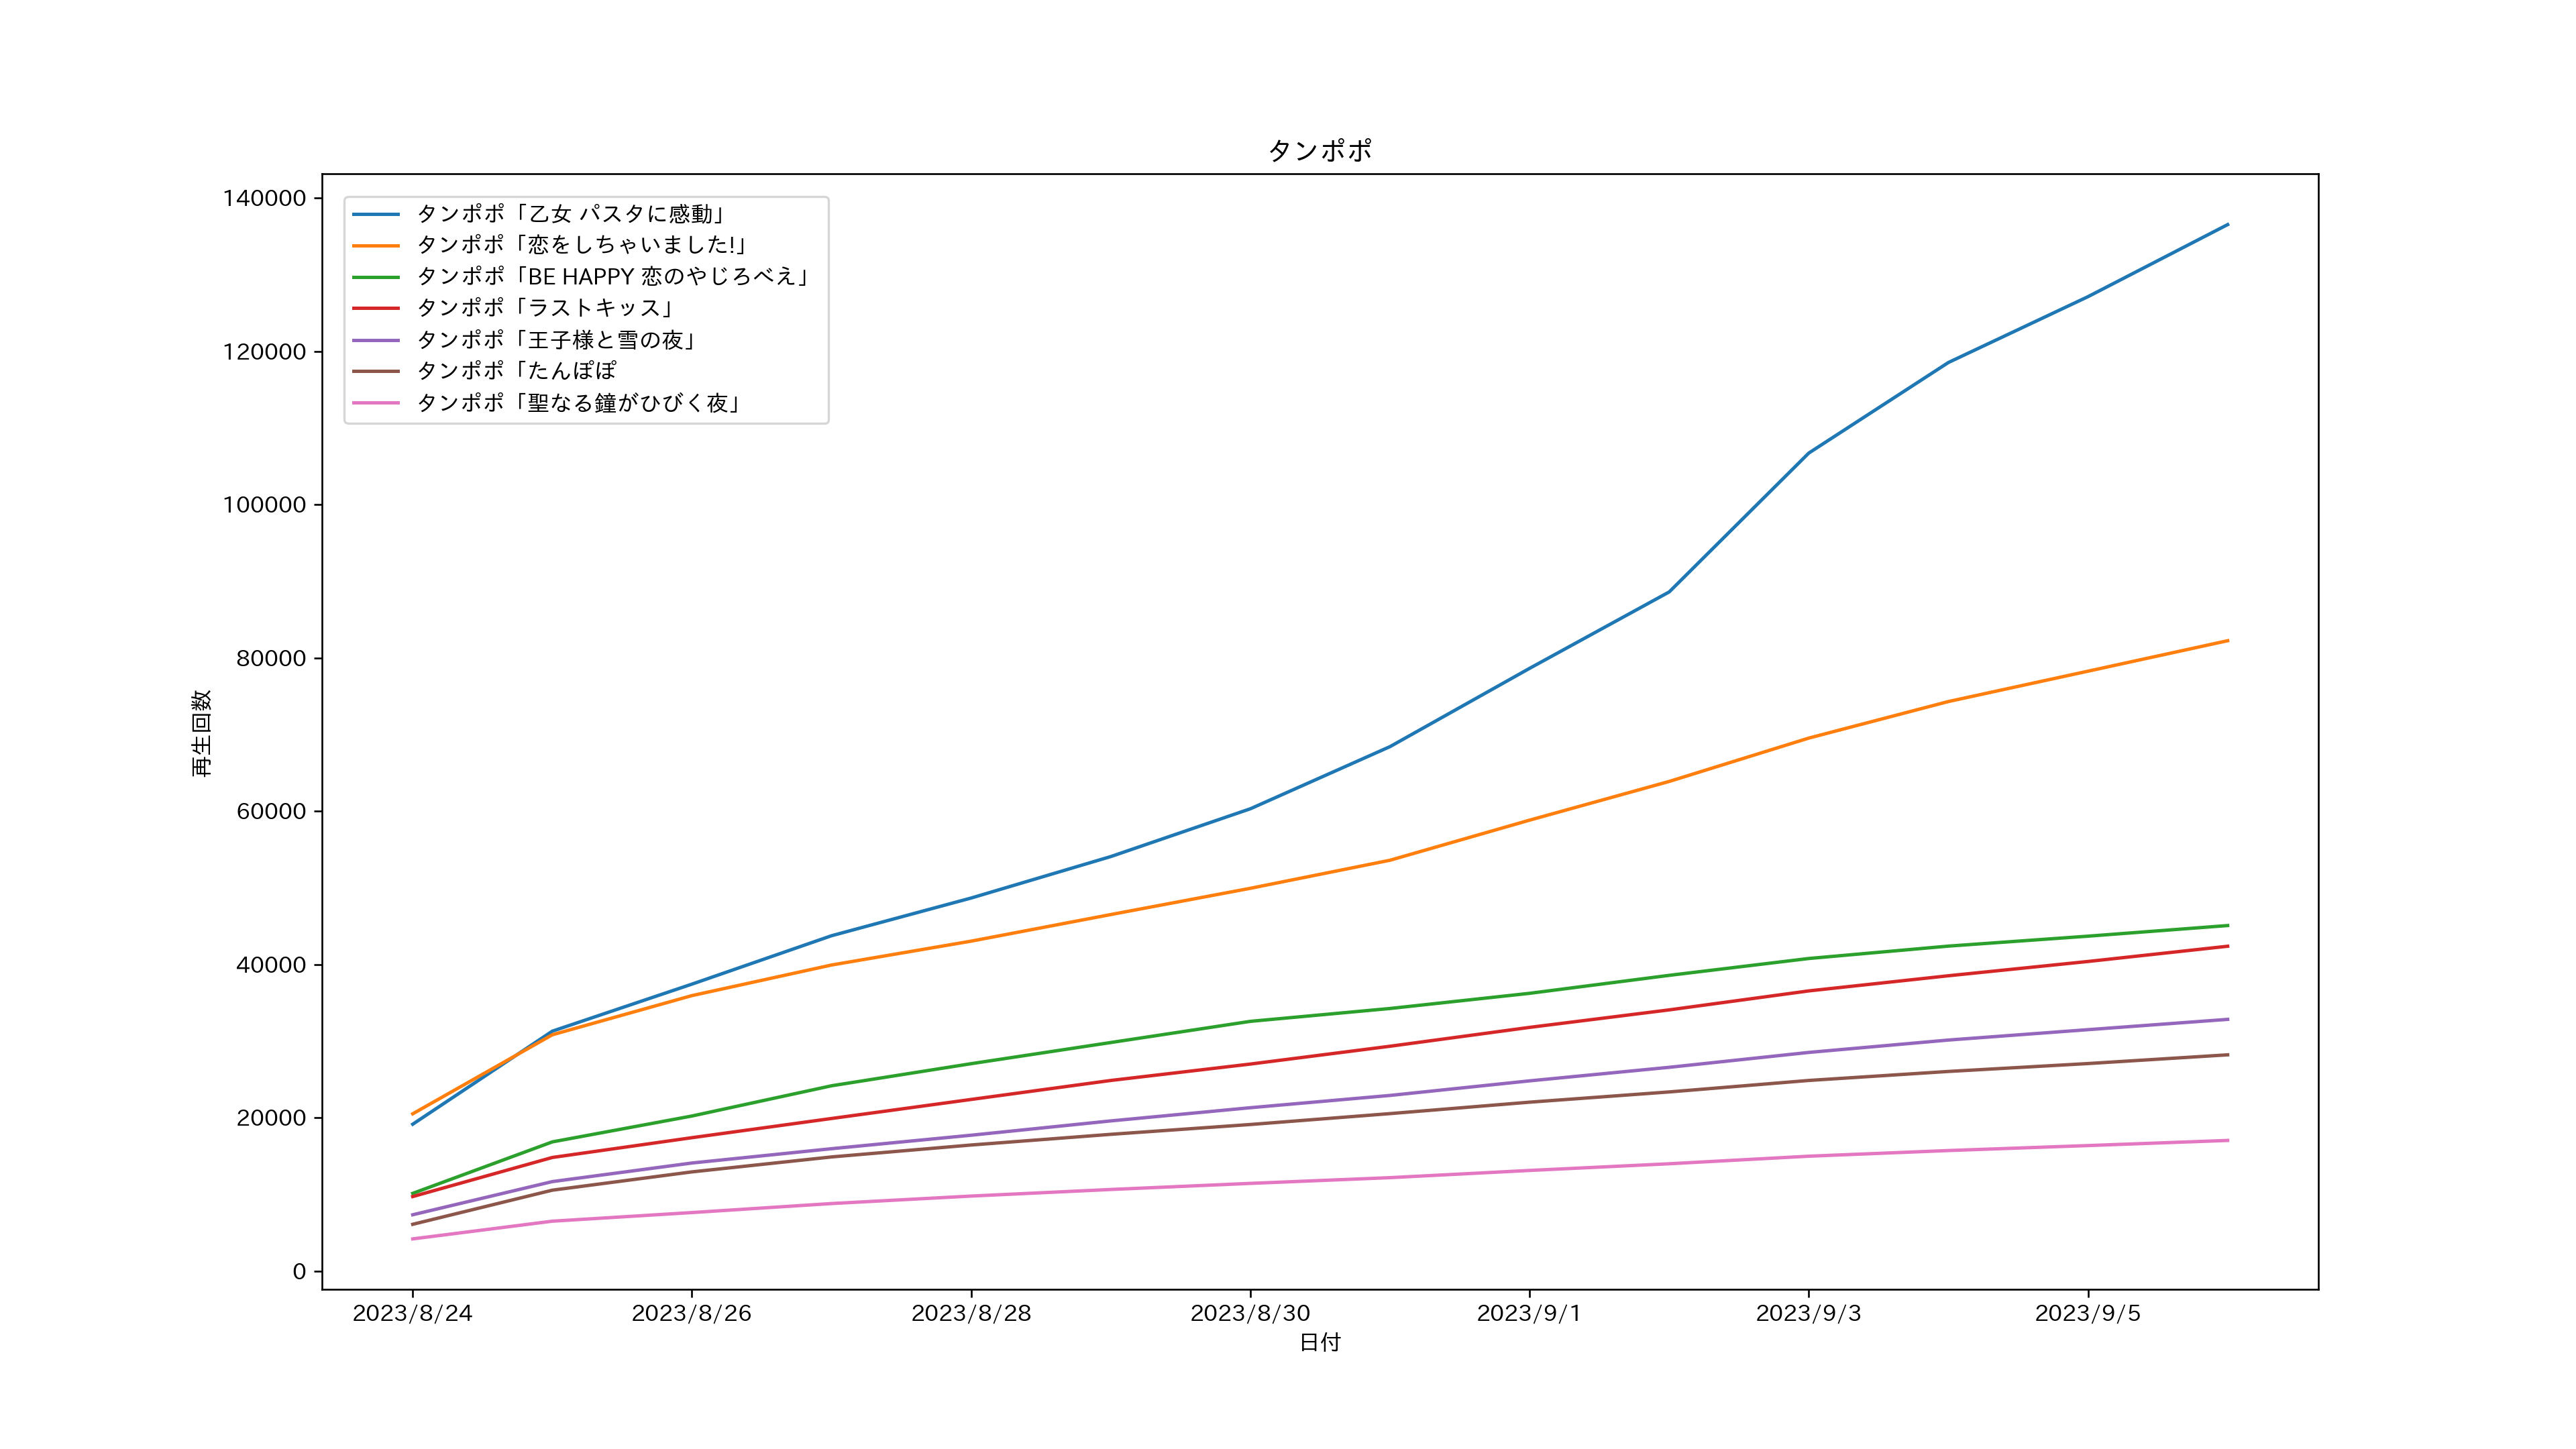 タンポポ
140000
120000
100000
80000
60000
40000
20000
0
再生回数
タンポポ「乙女 パスタに感動」
タンポポ「恋をしちゃいました!」
タンポポ「BE HAPPY 恋のやじろべえ」
タンポポ「ラストキッス」
タンポポ「王子様と雪の夜」
タンポポ「たんぽぽ
タンポポ「聖なる鐘がひびく夜」
2023/8/24 2023/8/26 2023/8/28 2023/8/30 2023/9/1 2023/9/3 2023/9/5
日付